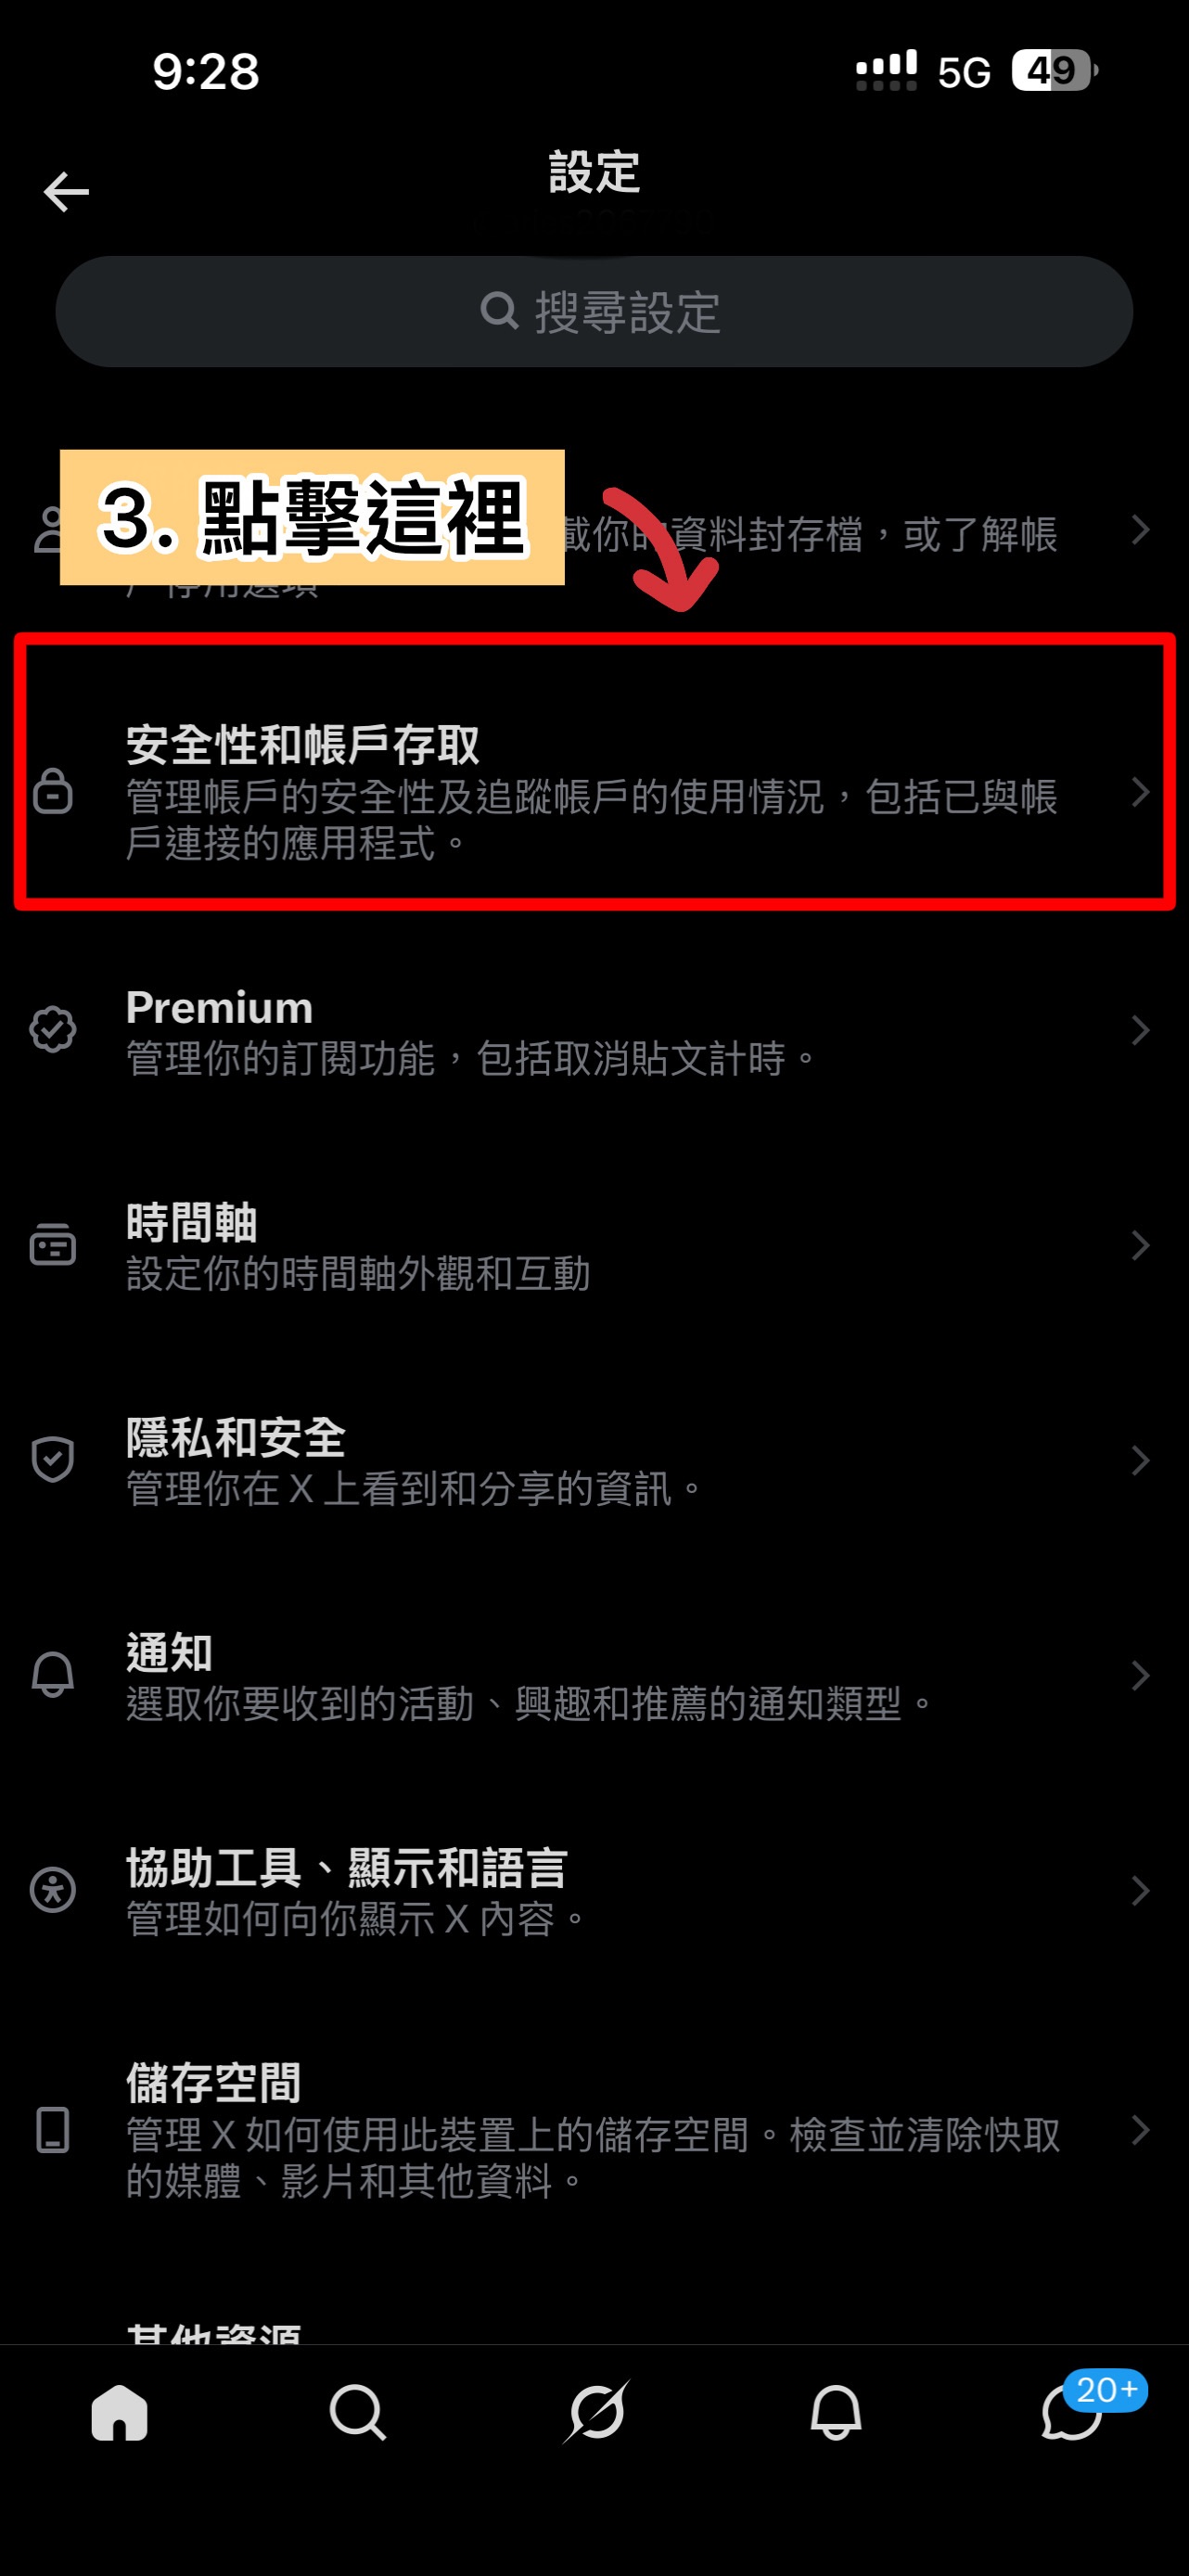 9:28
5G
49
設定
搜尋設定
3. 點擊這裡
載你的資料封存檔，或了解帳
戶停用選項
安全性和帳戶存取
管理帳戶的安全性及追蹤帳戶的使用情況，包括已與帳
戶連接的應用程式。
Premium
管理你的訂閱功能，包括取消貼文計時。
時間軸
設定你的時間軸外觀和互動
隱私和安全
管理你在 X 上看到和分享的資訊。
通知
選取你要收到的活動、興趣和推薦的通知類型。
協助工具、顯示和語言
管理如何向你顯示 X 內容。
儲存空間
管理 X 如何使用此裝置上的儲存空間。檢查並清除快取
的媒體、影片和其他資料。
其他資源
20+